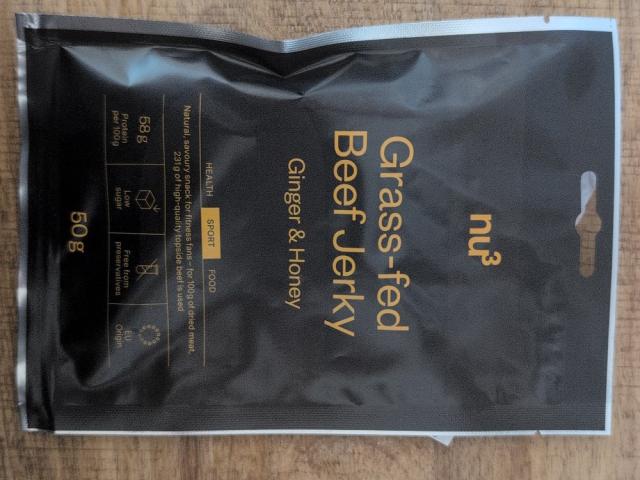 nu³
Grass-fed
Beef Jerky
Ginger & Honey
HEALTH SPORT FOOD
Natural, savoury snack for fitness fans – for 100g of dried meat,
231g of high-quality topside beef is used
58g
Protein
per 100g
Low
sugar
Free from
preservatives
EU
Origin
50g